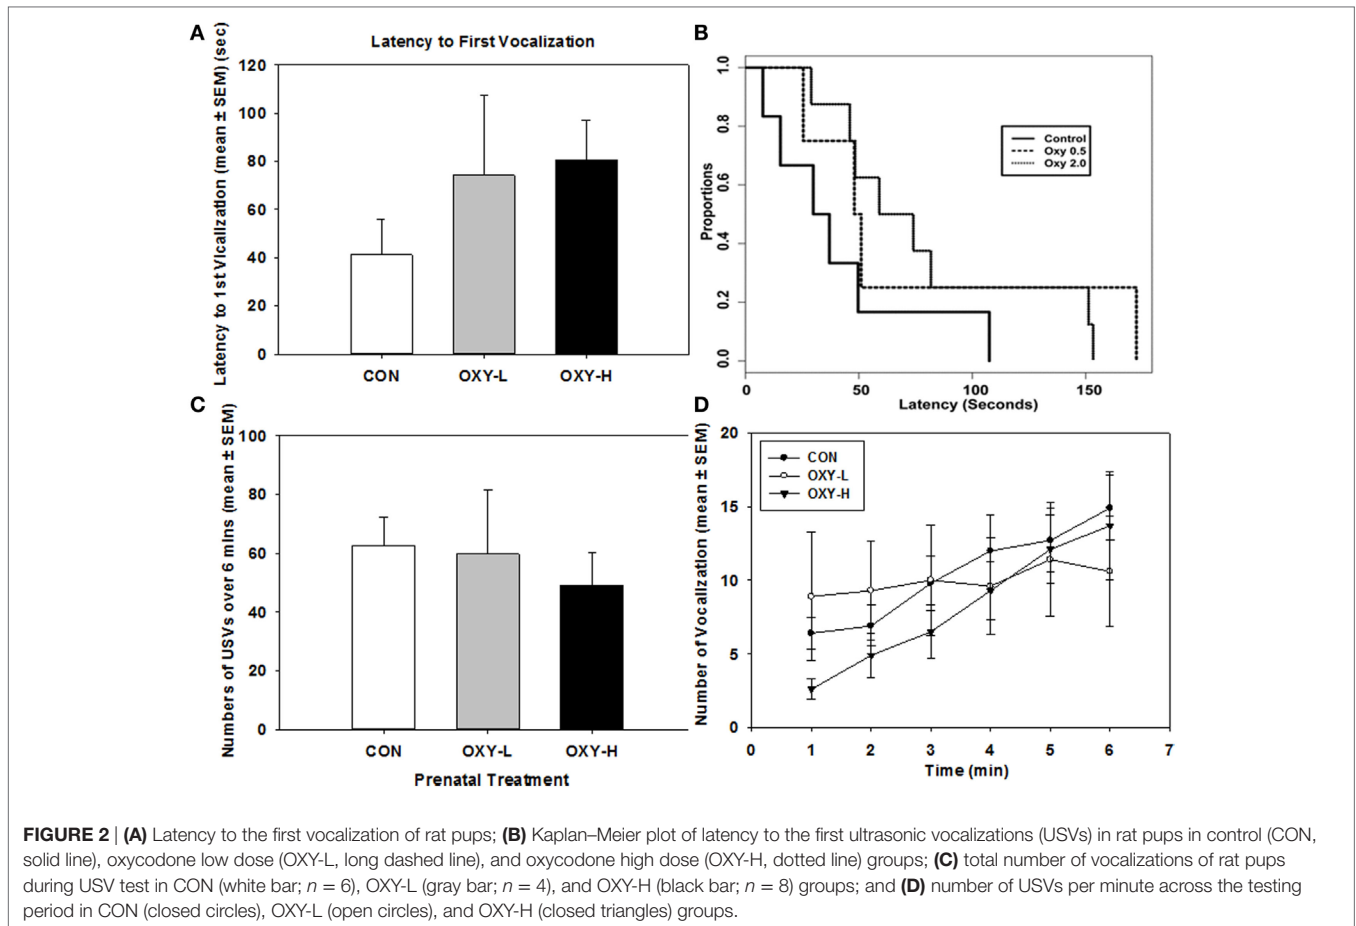 A
Latency to First Vocalization
Latency to 1st Vicalization (mean ± SEM) (sec)
120
100
80
60
40
20
0
CON OXY-L OXY-H
B
Proportions
1.0
0.8
0.6
0.4
0.2
0.0
Control
Oxy 0.5
Oxy 2.0
0 50 100 150
Latency (Seconds)
C
Numbers of USVs over 6 mins (mean ± SEM)
100
80
60
40
20
0
CON OXY-L OXY-H
Prenatal Treatment
D
Number of Vocalization (mean ± SEM)
20
15
10
5
0
CON
OXY-L
OXY-H
0 1 2 3 4 5 6 7
Time (min)
FIGURE 2 | (A) Latency to the first vocalization of rat pups; (B) Kaplan–Meier plot of latency to the first ultrasonic vocalizations (USVs) in rat pups in control (CON,
solid line), oxycodone low dose (OXY-L, long dashed line), and oxycodone high dose (OXY-H, dotted line) groups; (C) total number of vocalizations of rat pups
during USV test in CON (white bar; n = 6), OXY-L (gray bar; n = 4), and OXY-H (black bar; n = 8) groups; and (D) number of USVs per minute across the testing
period in CON (closed circles), OXY-L (open circles), and OXY-H (closed triangles) groups.